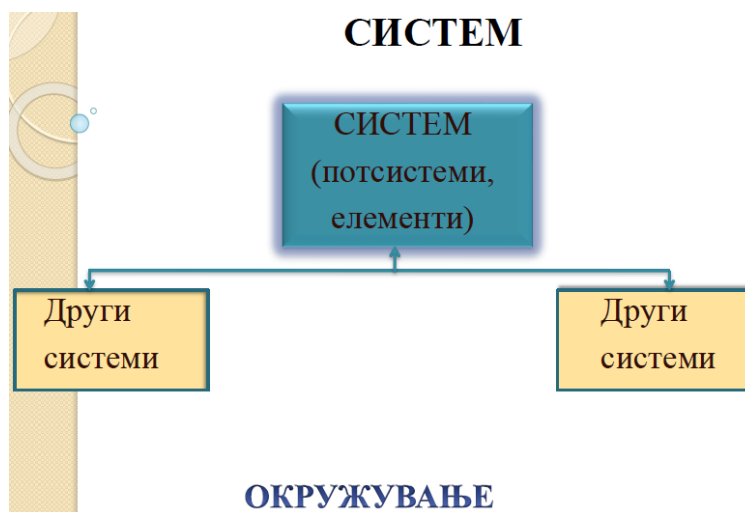 СИСТЕМ
СИСТЕМ
(потсистеми,
елементи)
Други
системи
Други
системи
ОКРУЖУВАЊЕ